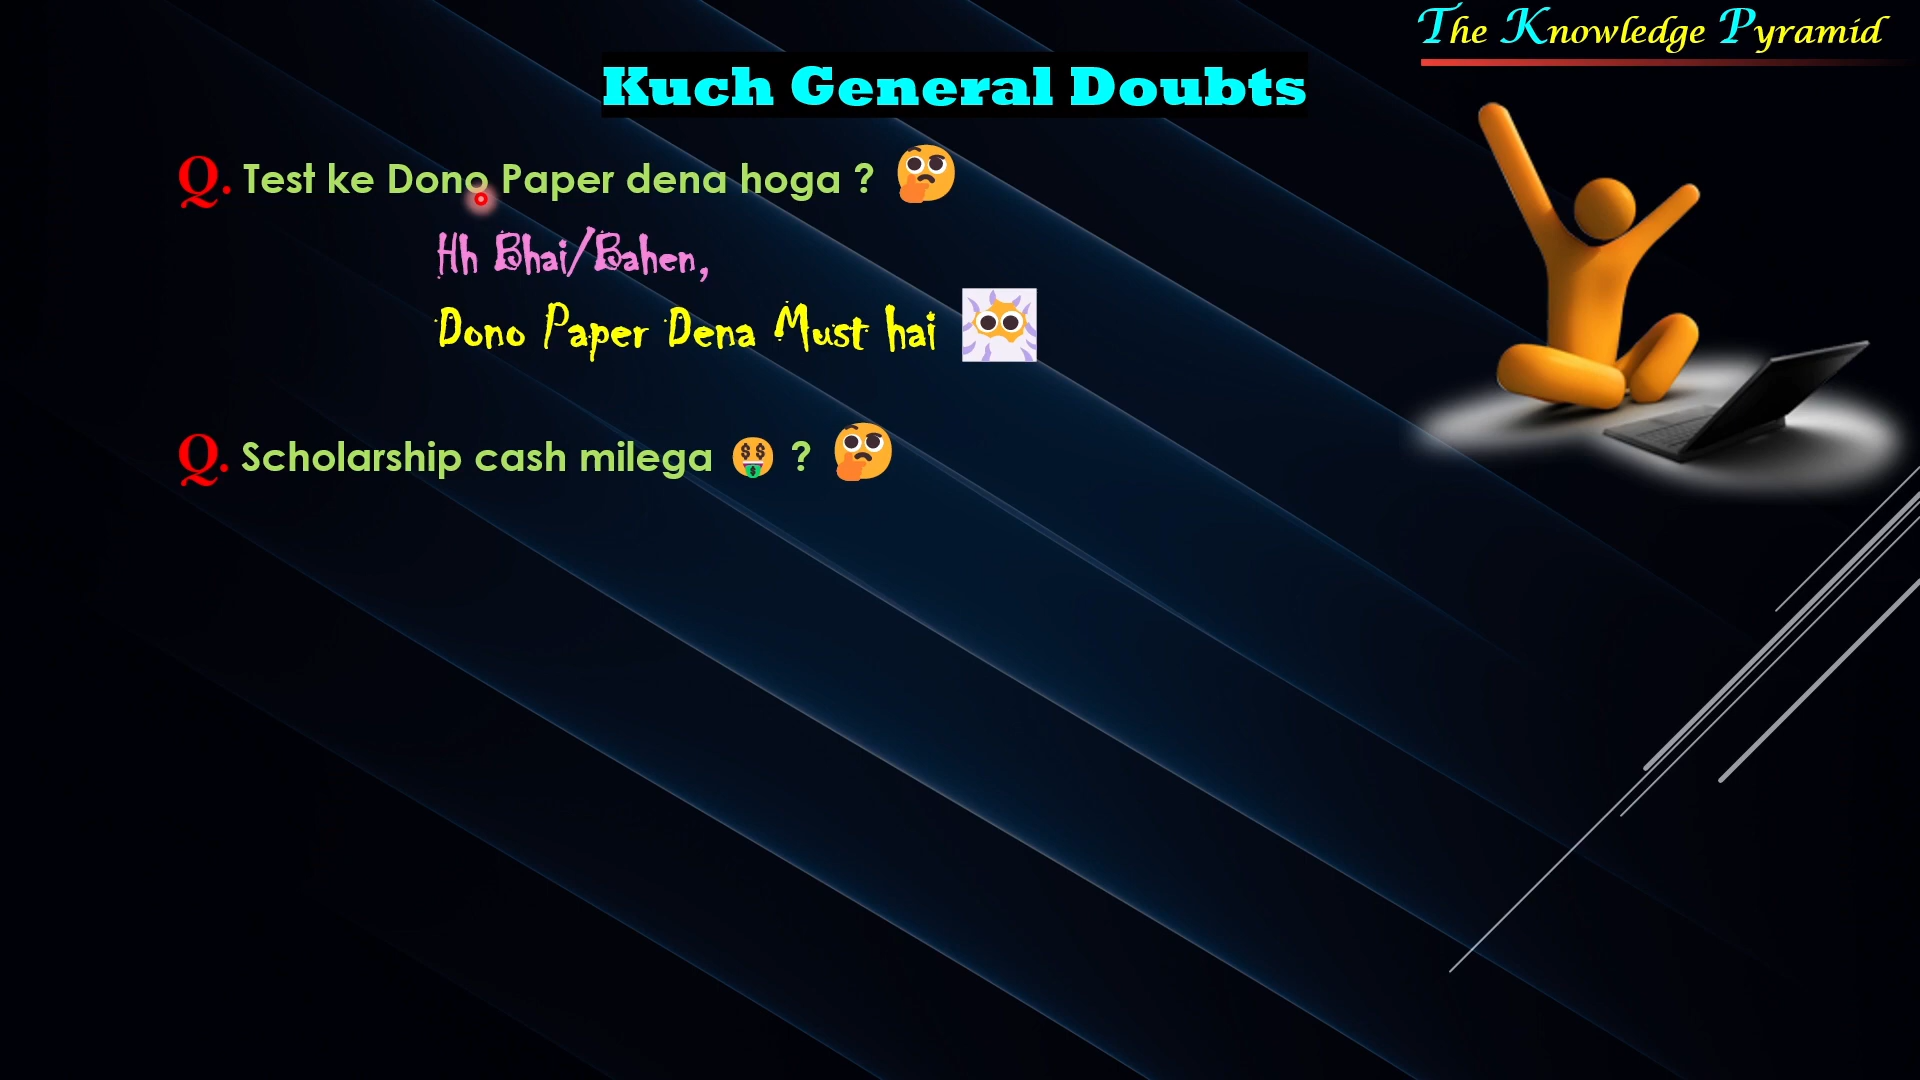 The Knowledge Pyramid
Kuch General Doubts
Q. Test ke Dono Paper dena hoga ? 🤔
Hh Bhai/Bahen,
Dono Paper Dena Must hai
Q. Scholarship cash milega 🤑 ? 🤔